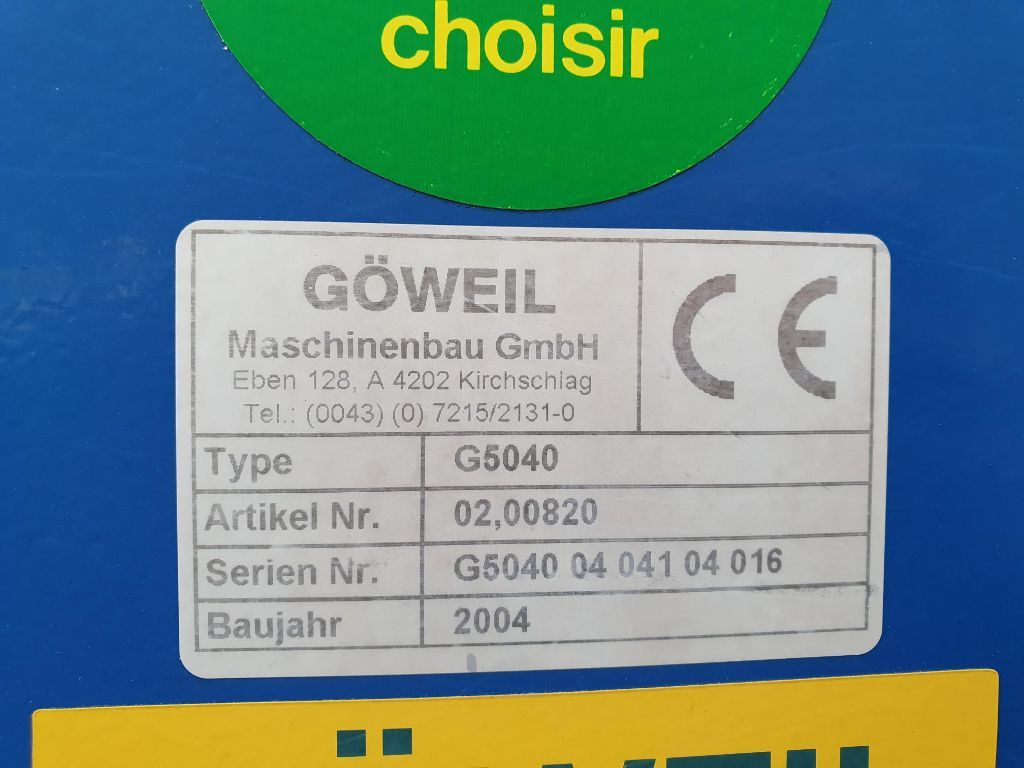 choisir
GÖWEIL
Maschinenbau GmbH
Eben 128, A 4202 Kirchschlag
Tel.: (0043) (0) 7215/2131-0
CE
Type G5040
Artikel Nr. 02,00820
Serien Nr. G5040 04 041 04 016
Baujahr 2004